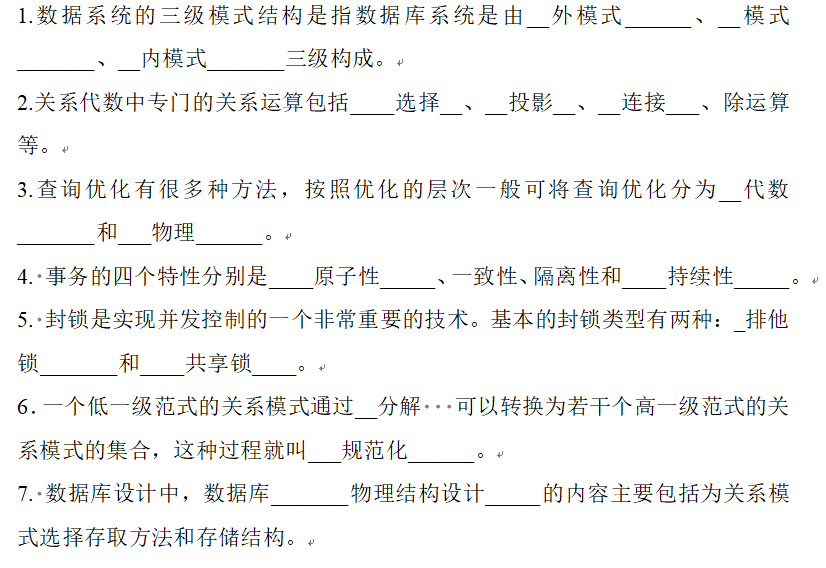 1.数据系统的三级模式结构是指数据库系统是由__外模式______、__模式
_______、__内模式_______三级构成。
2.关系代数中专门的关系运算包括____选择__、__投影__、__连接___、除运算
等。
3.查询优化有很多种方法，按照优化的层次一般可将查询优化分为__代数
_______和___物理______。
4.·事务的四个特性分别是____原子性_____、一致性、隔离性和____持续性_____。
5.·封锁是实现并发控制的一个非常重要的技术。基本的封锁类型有两种：_排他
锁_______和____共享锁____。
6.一个低一级范式的关系模式通过__分解···可以转换为若干个高一级范式的关
系模式的集合，这种过程就叫___规范化______。
7.·数据库设计中，数据库_______物理结构设计_____的内容主要包括为关系模
式选择存取方法和存储结构。